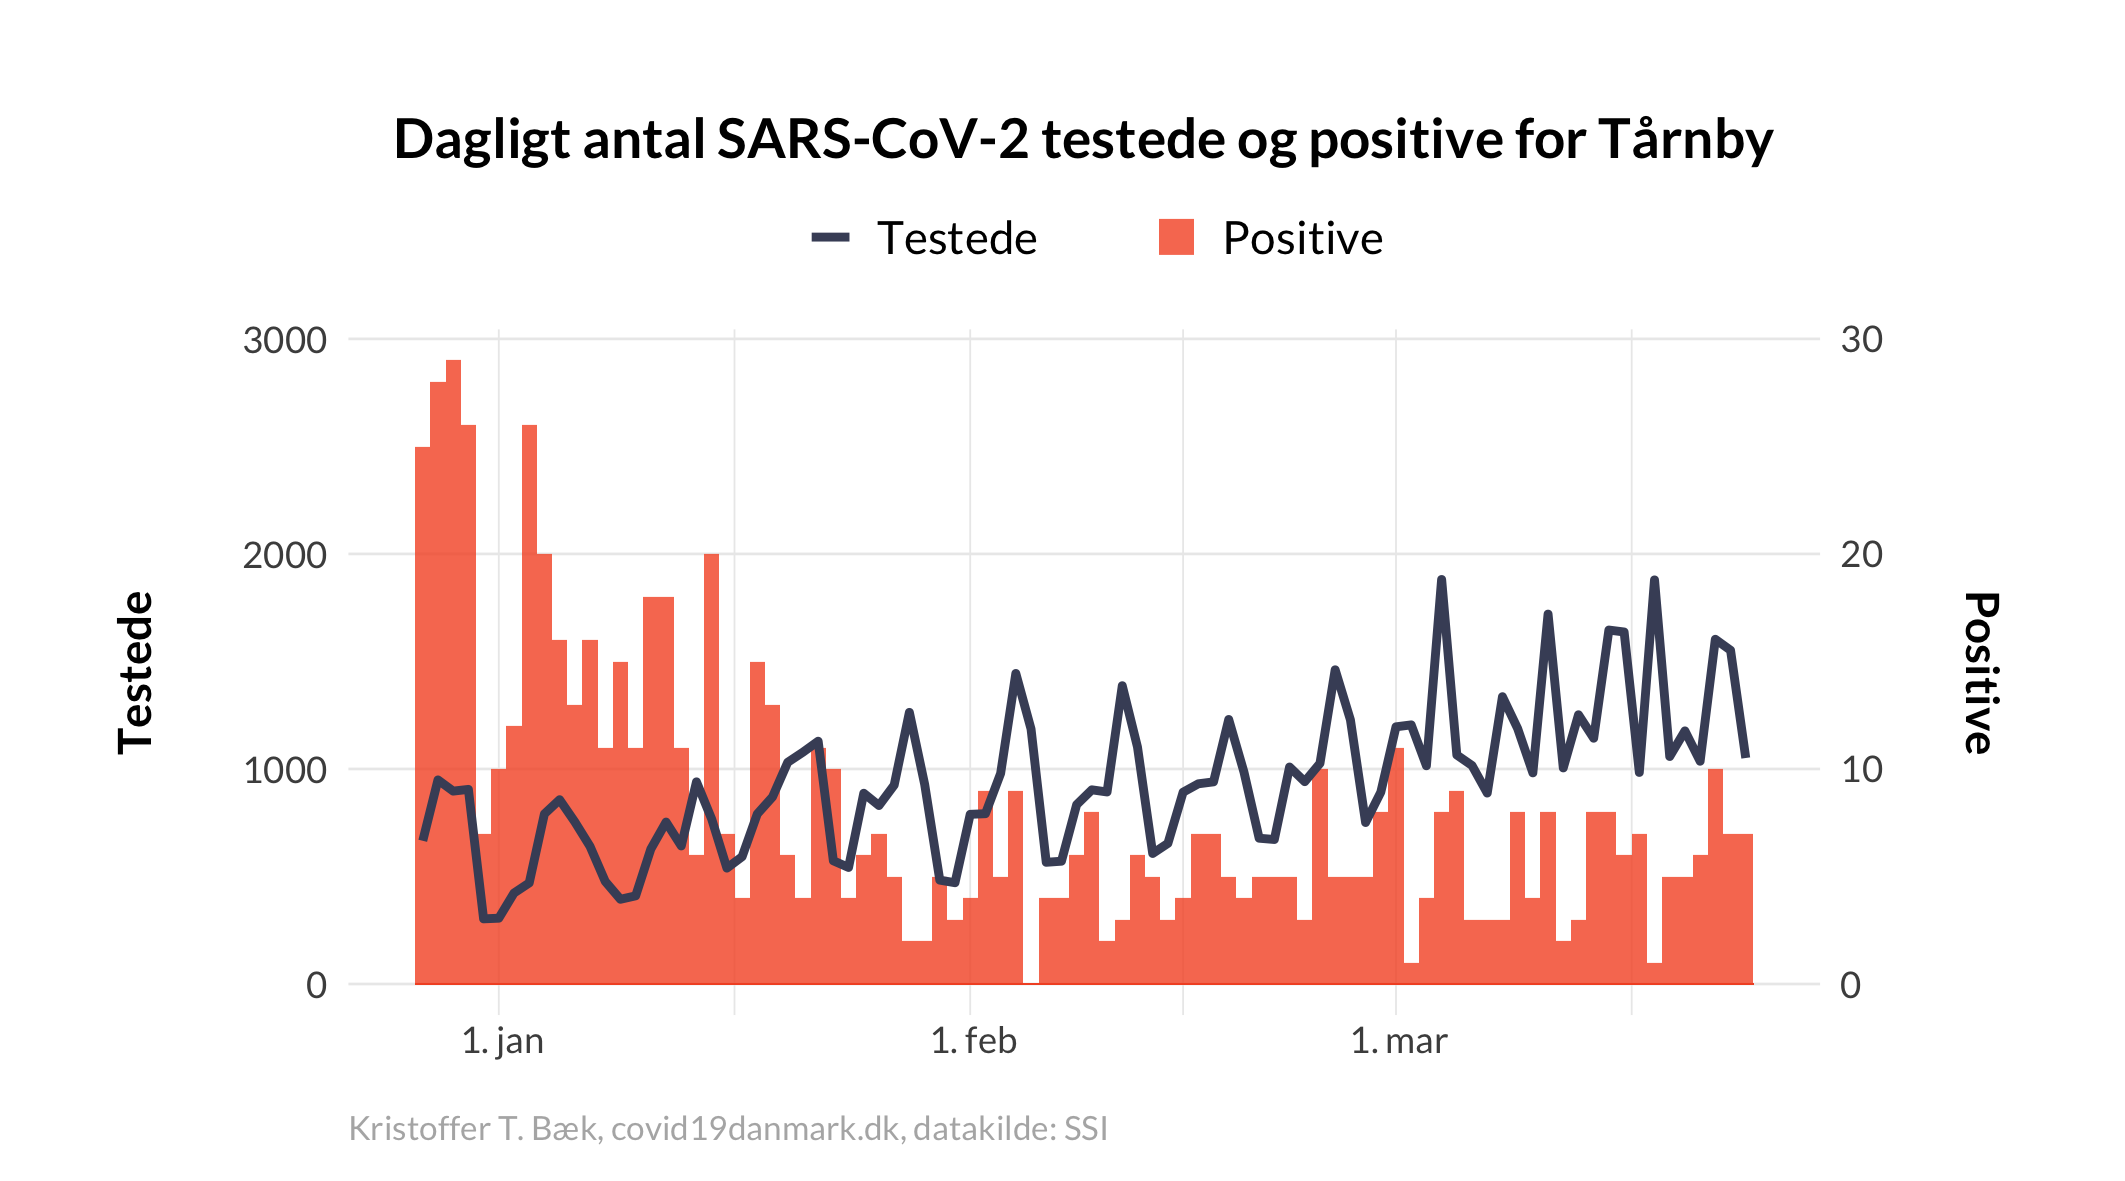 Dagligt antal SARS-CoV-2 testede og positive for Tårnby
Testede Positive
3000 30
2000 20
1000 10
0 0
Testede
Positive
1. jan 1. feb 1. mar
Kristoffer T. Bæk, covid19danmark.dk, datakilde: SSI